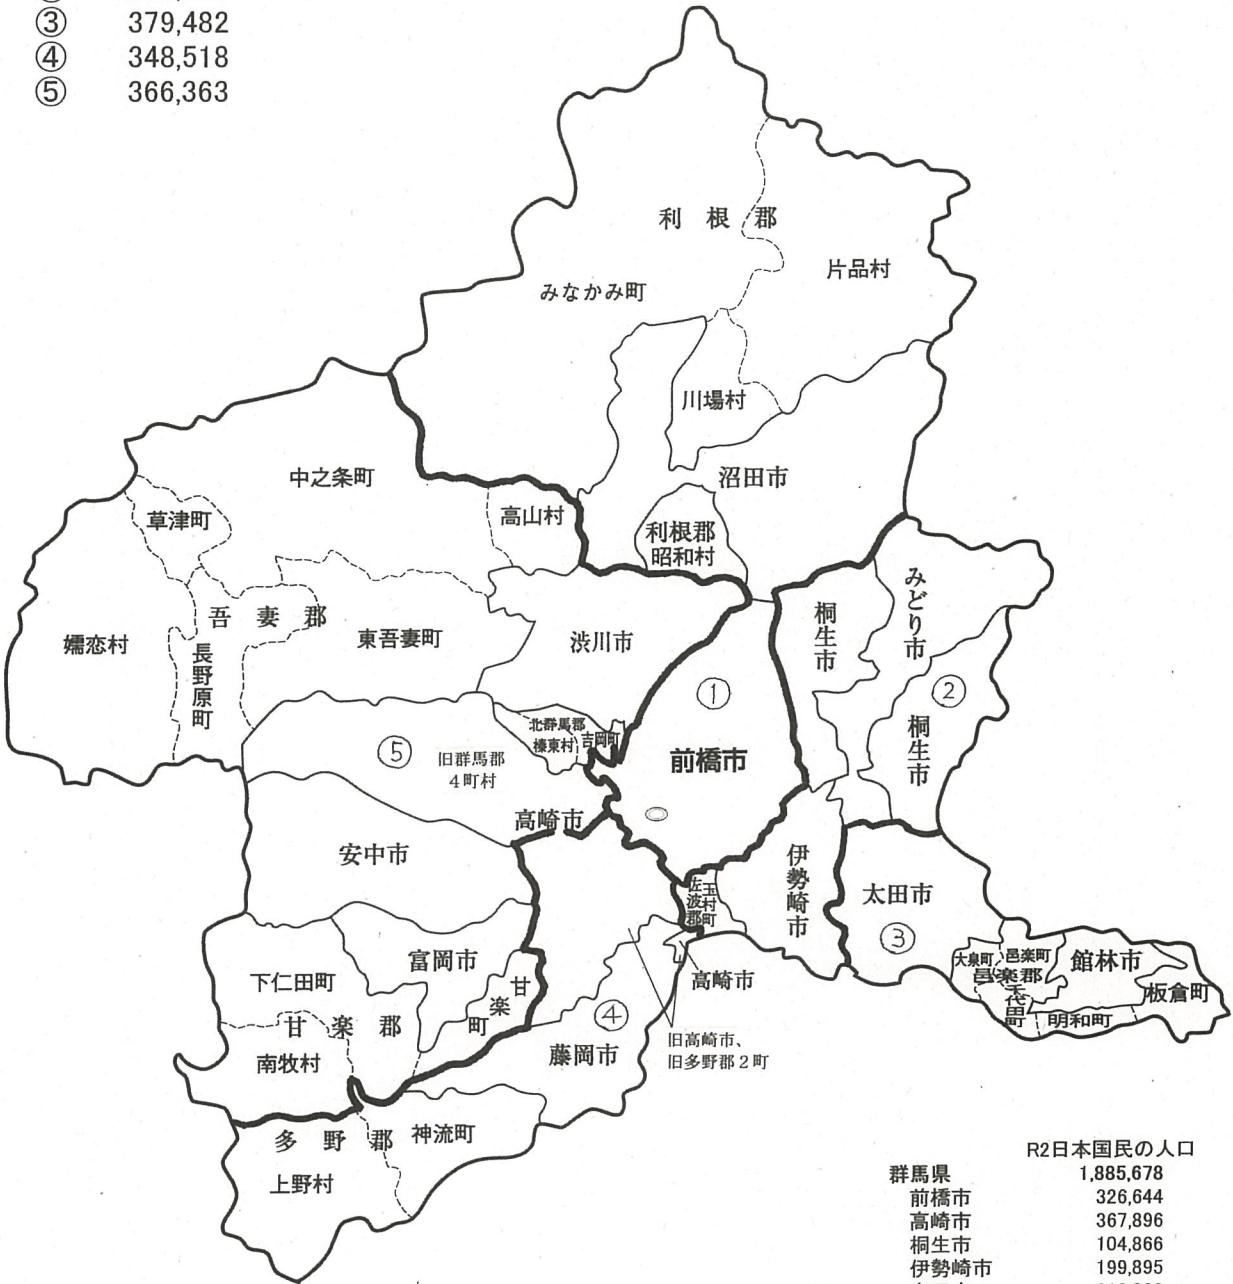 ③ 379,482
④ 348,518
⑤ 366,363
利根郡
片品村
みなかみ町
川場村
沼田市
中之条町
草津町
高山村
利根郡
昭和村
吾妻郡
嬬恋村
長野原町
東吾妻町
渋川市
桐生市
みどり市
①
②
桐生市
北群馬郡
榛東村
吉岡町
⑤
旧群馬郡
4町村
前橋市
高崎市
安中市
伊勢崎市
佐波郡
玉村町
太田市
③
大泉町
邑楽町
邑楽郡
千代田町
館林市
板倉町
明和町
富岡市
下仁田町
甘楽町
高崎市
甘楽郡
④
南牧村
藤岡市
旧高崎市、
旧多野郡2町
多野郡
神流町
上野村
R2日本国民の人口
群馬県 1,885,678
前橋市 326,644
高崎市 367,896
桐生市 104,866
伊勢崎市 199,895